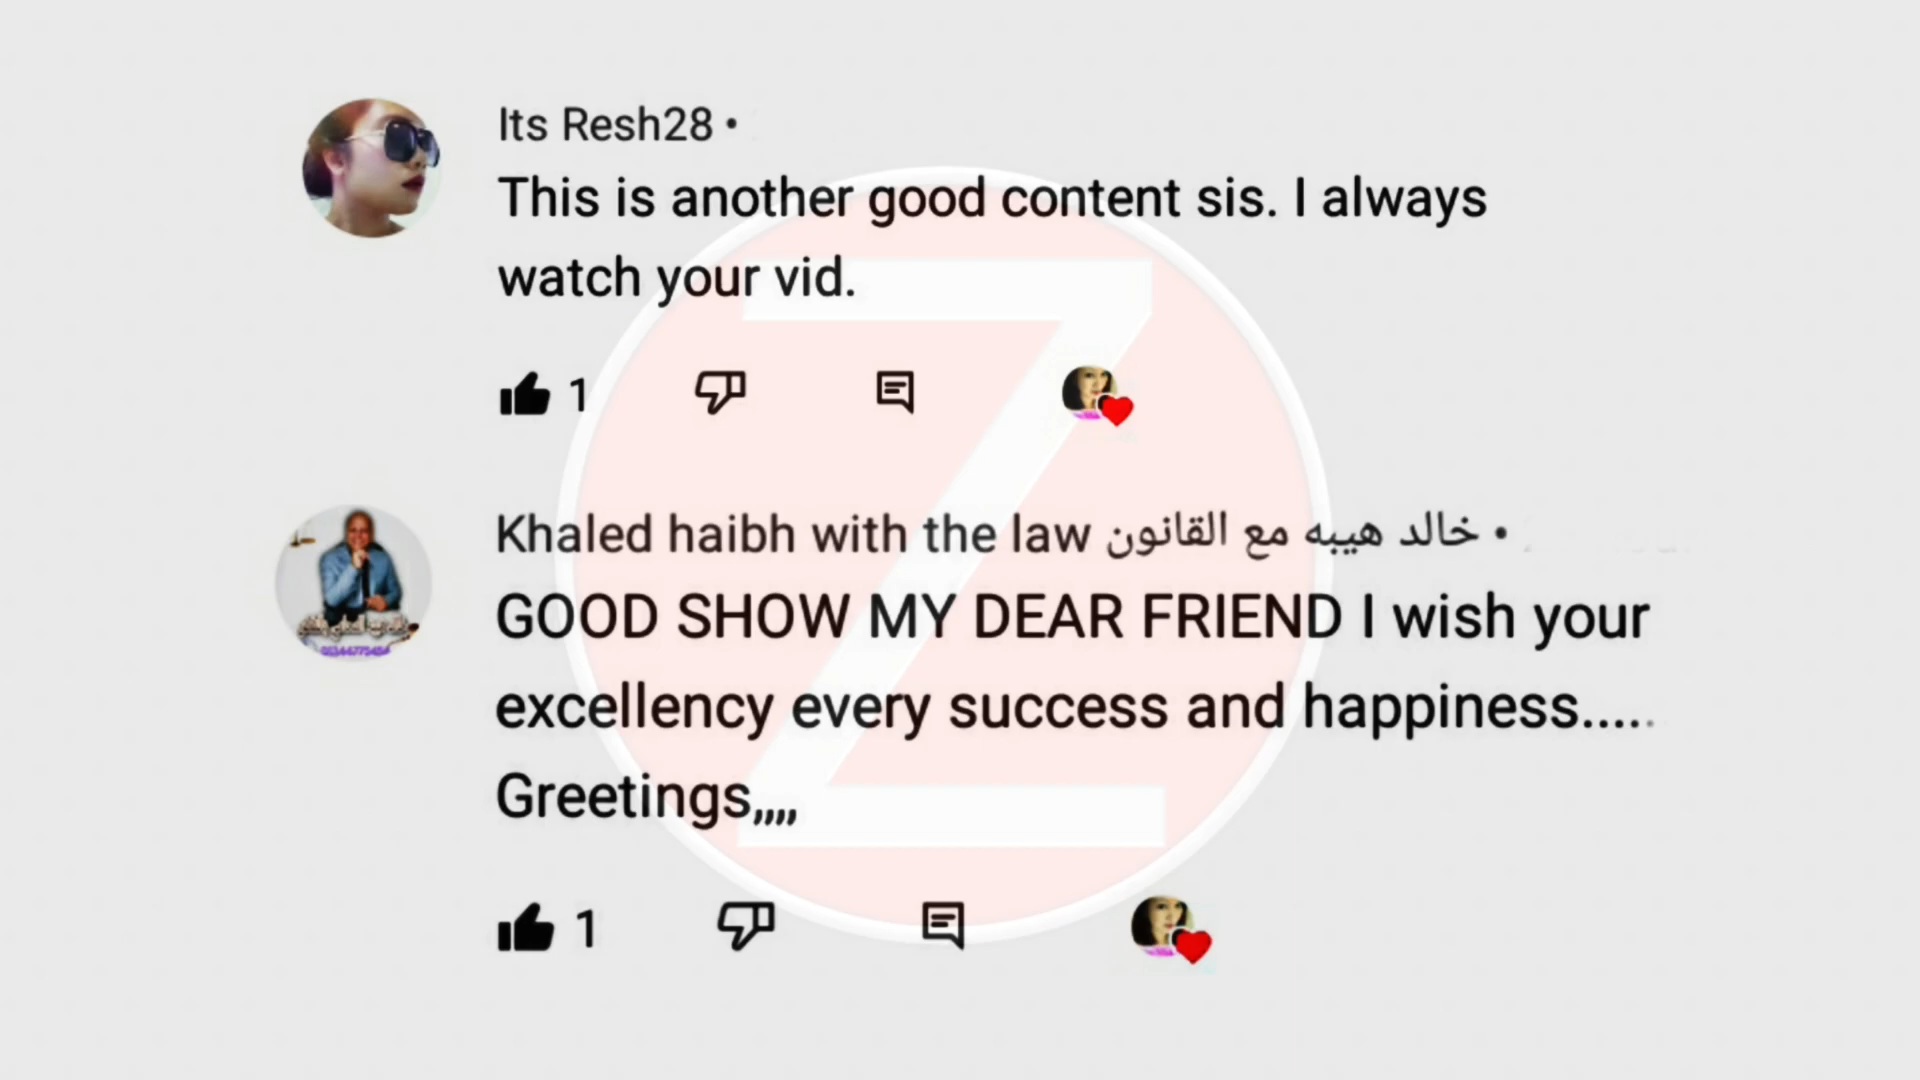 Its Resh28 •
This is another good content sis. I always
watch your vid.
1
Z
Khaled haibh with the law خالد هيبه مع القانون •
GOOD SHOW MY DEAR FRIEND I wish your
excellency every success and happiness......
Greetings,,,,,
1